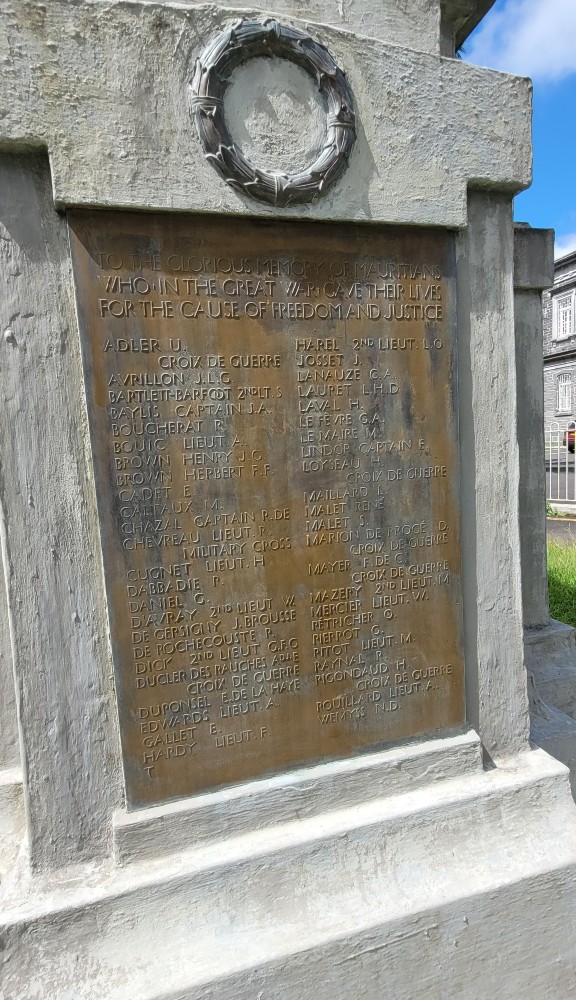 TO THE GLORIOUS MEMORY OF MAURITIANS
WHO IN THE GREAT WAR GAVE THEIR LIVES
FOR THE CAUSE OF FREEDOM AND JUSTICE
ADLER U.
CROIX DE GUERRE
AVRILLON J.L.G.
BARTLETT-BARFOOT 2ND LT. S
BAYLIS CAPTAIN J.A.
BOUCHERAT R.
BOUIC LIEUT. A.
BROWN HENRY J.O.
BROWN HERBERT F.F.
CADET E.
CALTAUX M.
CHAZAL CAPTAIN R. DE
CHEVREAU LIEUT. R.
MILITARY CROSS
CUGNET LIEUT. H
DABBADIE R.
DANIEL G.
D'AVRAY 2ND LIEUT W.
DE GERSIGNY J. BROUSSE
DE ROCHECOUSTE R.
DICK 2ND LIEUT O.F.G
DUCLER DES RAUCHES ADRE
CROIX DE GUERRE
DUPONSEL E. DE LA HAYE
EDWARDS LIEUT. A.
GALLET E.
HARDY LIEUT. F.
T
HAREL 2ND LIEUT. L.O
JOSSET J.
LANAUZE C.A.
LAURET L.H.D
LAVAL H.
LE FÈVRE G.A.
LE MAIRE M.
LINDOR CAPTAIN E.
LOYSEAU H
CROIX DE GUERRE
MAILLARD L.
MALET RENÉ
MALET S.
MARION DE PROCÉ D.
CROIX DE GUERRE
MAYER F. DE C.
CROIX DE GUERRE
MAZERY 2ND LIEUT. M
MERCIER LIEUT. W.
PÉTRICHER O.
PIERROT G.
PITOT LIEUT. M.
RAYNAL R.
RIGONDAUD H.
CROIX DE GUERRE
ROUILLARD LIEUT. A.
WEMYSS N.D.